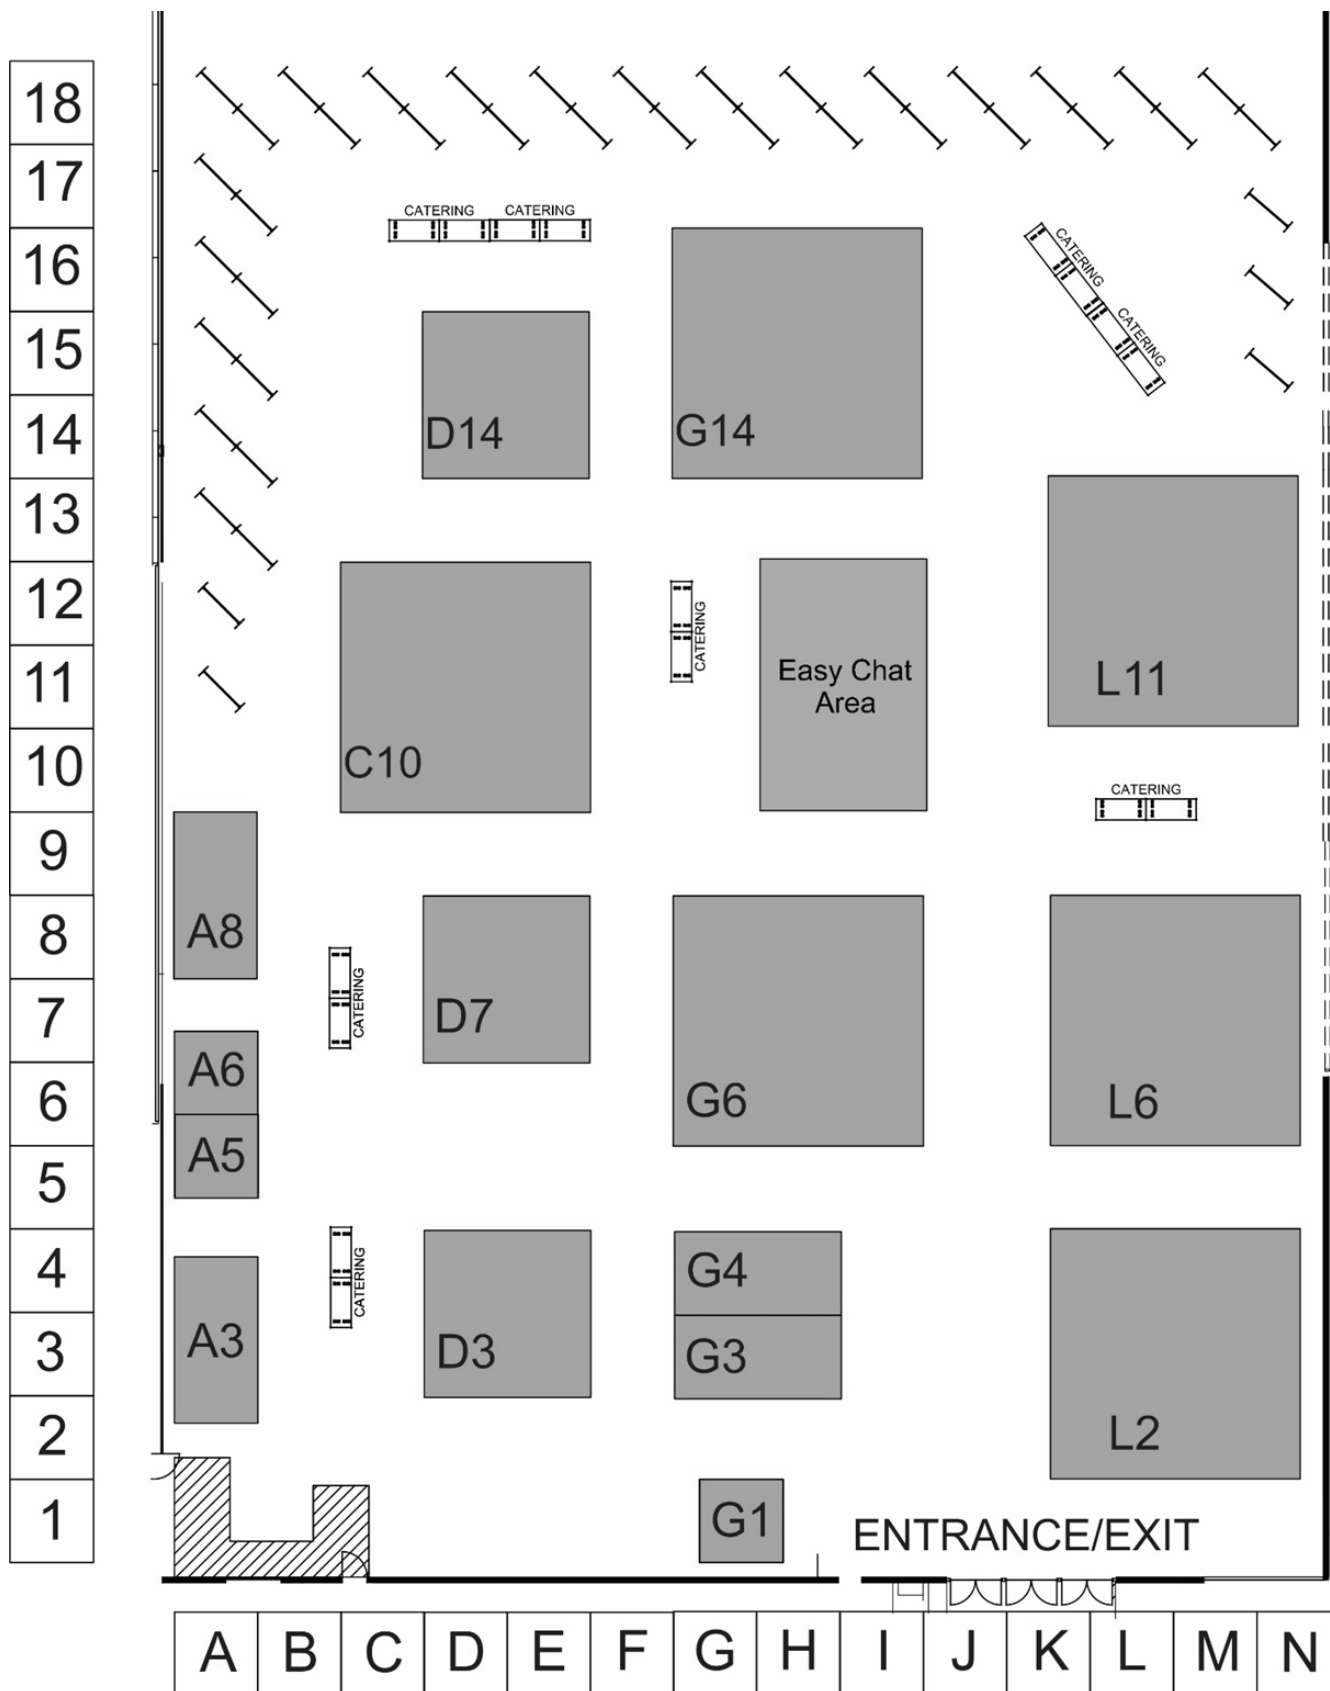 18
17
CATERING CATERING
16
CATERING
15
CATERING
D14
G14
14
13
12
CATERING
11
Easy Chat
Area
L11
10
C10
CATERING
9
A8
8
CATERING
D7
7
A6
G6
L6
6
A5
5
4
G4
CATERING
A3
D3
G3
3
L2
2
G1
1
ENTRANCE/EXIT
A B C D E F G H I J K L M N